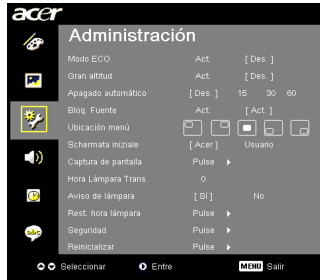 acer
Administración
Modo ECO Act. [ Des. ]
Gran altitud Act. [ Des. ]
Apagado automático [ Des. ] 15 30 60
Bloq. Fuente Act. [ Act. ]
Ubicación menú
Schermata iniziale [ Acer ] Usuario
Captura de pantalla Pulse
Hora Lámpara Trans. 0
Aviso de lámpara [ Sí ] No
Rest. hora lámpara Pulse
Seguridad Pulse
Reinicializar Pulse
Seleccionar Entre MENU Salir